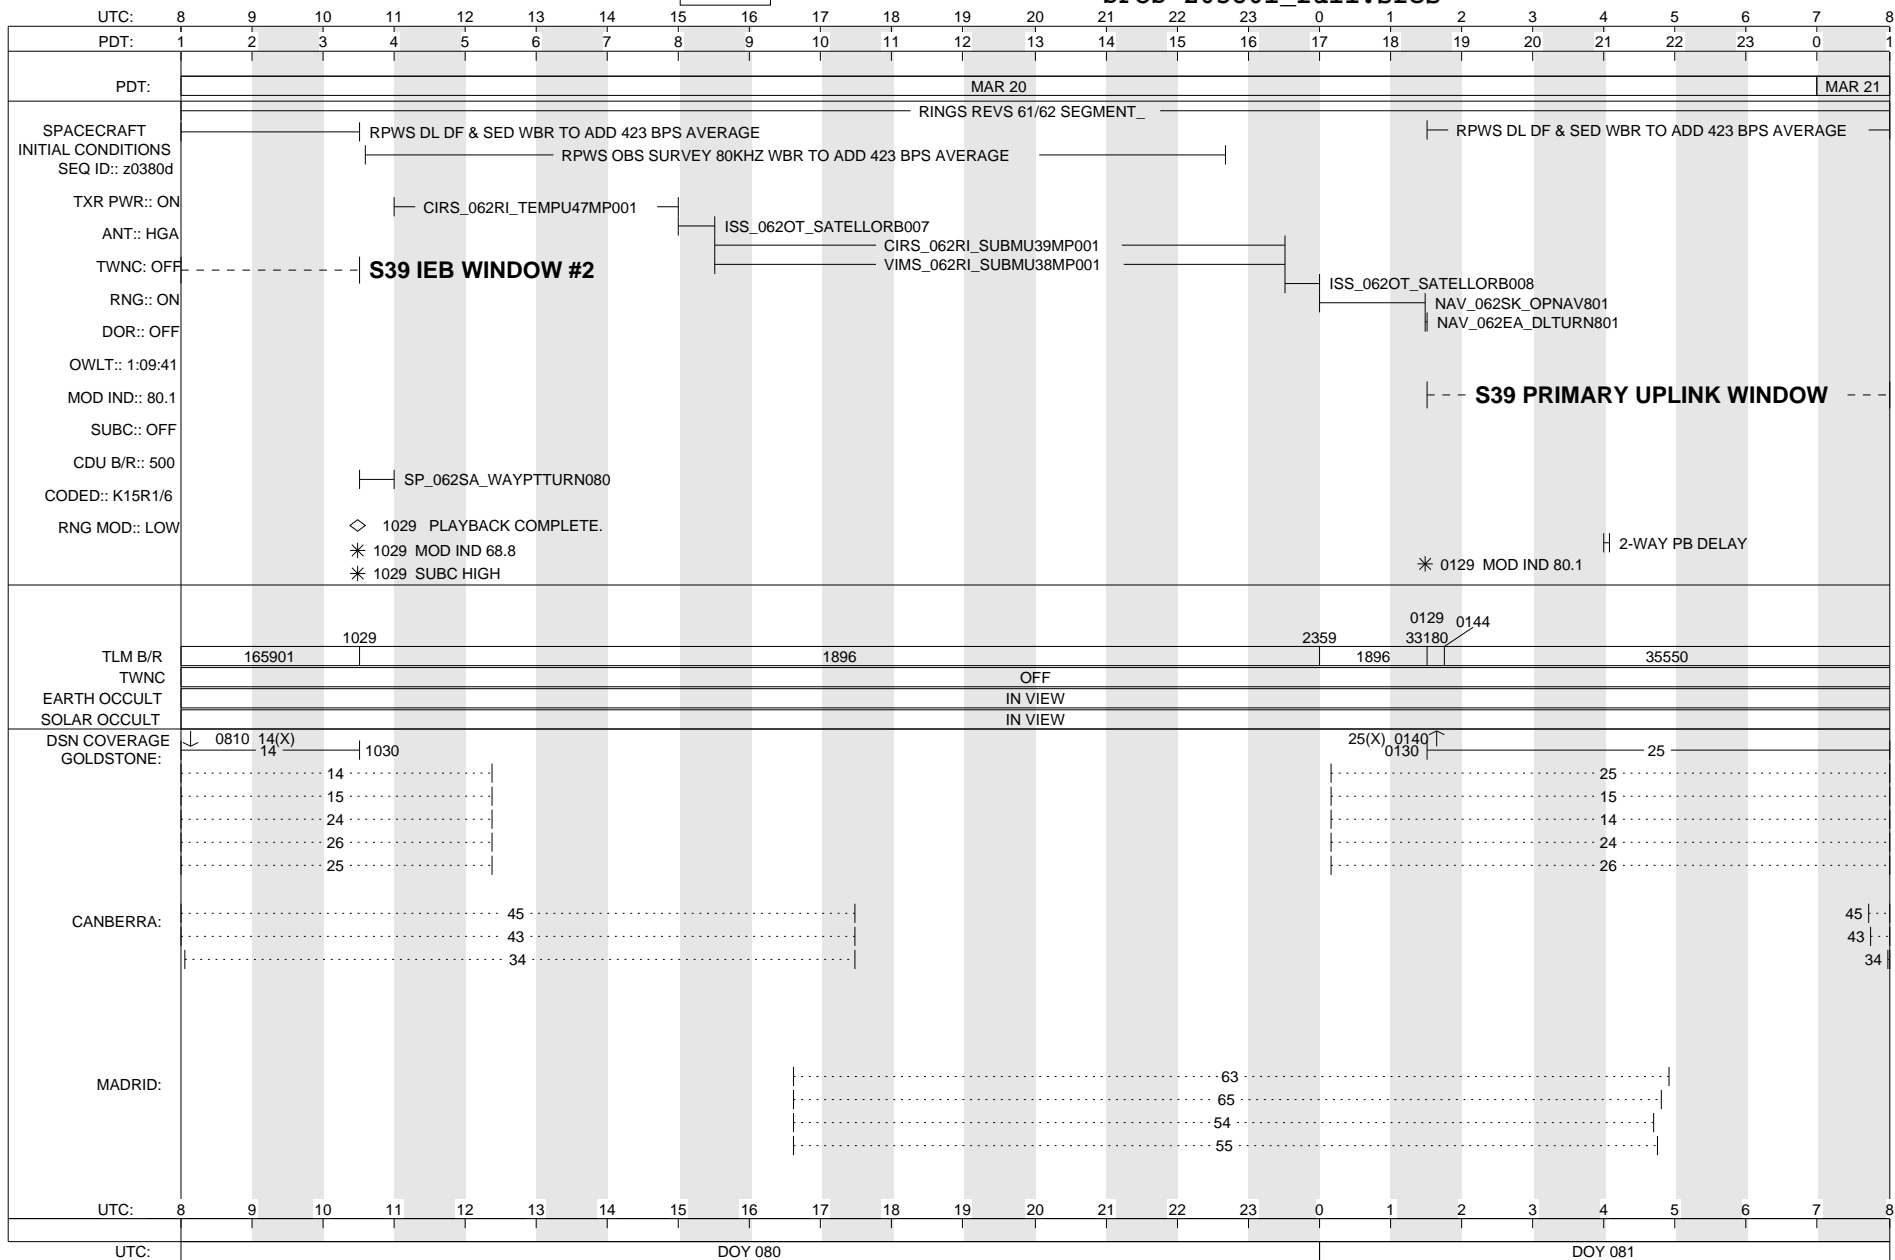 UTC: 8 9 10 11 12 13 14 15 16 17 18 19 20 21 22 23 0 1 2 3 4 5 6 7 8
PDT: 1 2 3 4 5 6 7 8 9 10 11 12 13 14 15 16 17 18 19 20 21 22 23 0 1
PDT: MAR 20 MAR 21
RINGS REVS 61/62 SEGMENT_
SPACECRAFT
INITIAL CONDITIONS
SEQ ID:: z0380d
TXR PWR:: ON
ANT:: HGA
TWNC: OFF
RNG:: ON
DOR:: OFF
OWLT:: 1:09:41
MOD IND:: 80.1
SUBC:: OFF
CDU B/R:: 500
CODED:: K15R1/6
RNG MOD:: LOW
RPWS DL DF & SED WBR TO ADD 423 BPS AVERAGE
RPWS DL DF & SED WBR TO ADD 423 BPS AVERAGE
RPWS OBS SURVEY 80KHZ WBR TO ADD 423 BPS AVERAGE
CIRS_062RI_TEMPU47MP001
ISS_062OT_SATELLORB007
CIRS_062RI_SUBMU39MP001
VIMS_062RI_SUBMU38MP001
S39 IEB WINDOW #2
ISS_062OT_SATELLORB008
NAV_062SK_OPNAV801
NAV_062EA_DLTURN801
S39 PRIMARY UPLINK WINDOW
SP_062SA_WAYPTTURN080
1029 PLAYBACK COMPLETE.
2-WAY PB DELAY
1029 MOD IND 68.8
0129 MOD IND 80.1
1029 SUBC HIGH
0129 0144
1029 2359 33180
TLM B/R 165901 1896 1896 35550
TWNC OFF
EARTH OCCULT IN VIEW
SOLAR OCCULT IN VIEW
DSN COVERAGE 0810 14(X) 25(X) 0140
GOLDSTONE: 14 1030 0130 25
14 25
15 15
24 14
26 24
25 26
CANBERRA: 45 45
43 43
34 34
MADRID: 63
65
54
55
UTC: 8 9 10 11 12 13 14 15 16 17 18 19 20 21 22 23 0 1 2 3 4 5 6 7 8
UTC: DOY 080 DOY 081